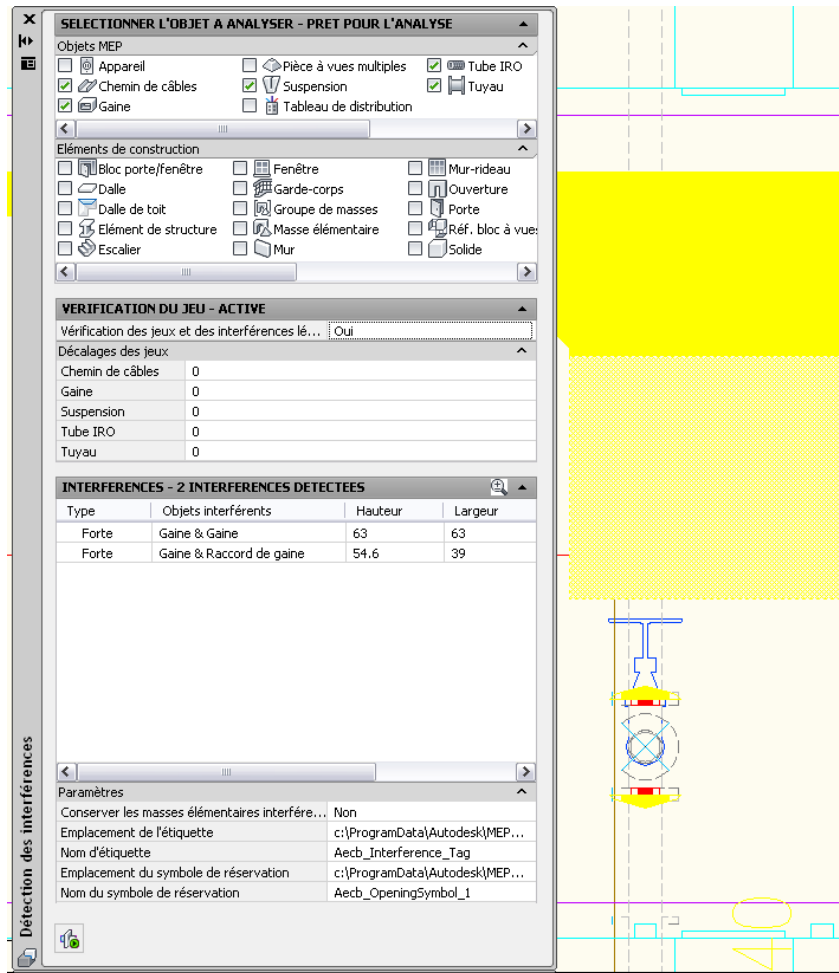 SELECTIONNER L'OBJET A ANALYSER - PRET POUR L'ANALYSE
Objets MEP
Appareil Pièce à vues multiples Tube IRO
Chemin de câbles Suspension Tuyau
Gaine Tableau de distribution
Eléments de construction
Bloc porte/fenêtre Fenêtre Mur-rideau
Dalle Garde-corps Ouverture
Dalle de toit Groupe de masses Porte
Elément de structure Masse élémentaire Réf. bloc à vue
Escalier Mur Solide
VERIFICATION DU JEU - ACTIVE
Vérification des jeux et des interférences lé... Oui
Décalages des jeux
Chemin de câbles 0
Gaine 0
Suspension 0
Tube IRO 0
Tuyau 0
INTERFERENCES - 2 INTERFERENCES DETECTEES
Type Objets interférents Hauteur Largeur
Forte Gaine & Gaine 63 63
Forte Gaine & Raccord de gaine 54.6 39
Paramètres
Conserver les masses élémentaires interfére... Non
Emplacement de l'étiquette c:\ProgramData\Autodesk\MEP...
Nom d'étiquette Aecb_Interference_Tag
Emplacement du symbole de réservation c:\ProgramData\Autodesk\MEP...
Nom du symbole de réservation Aecb_OpeningSymbol_1
Détection des interférences
40